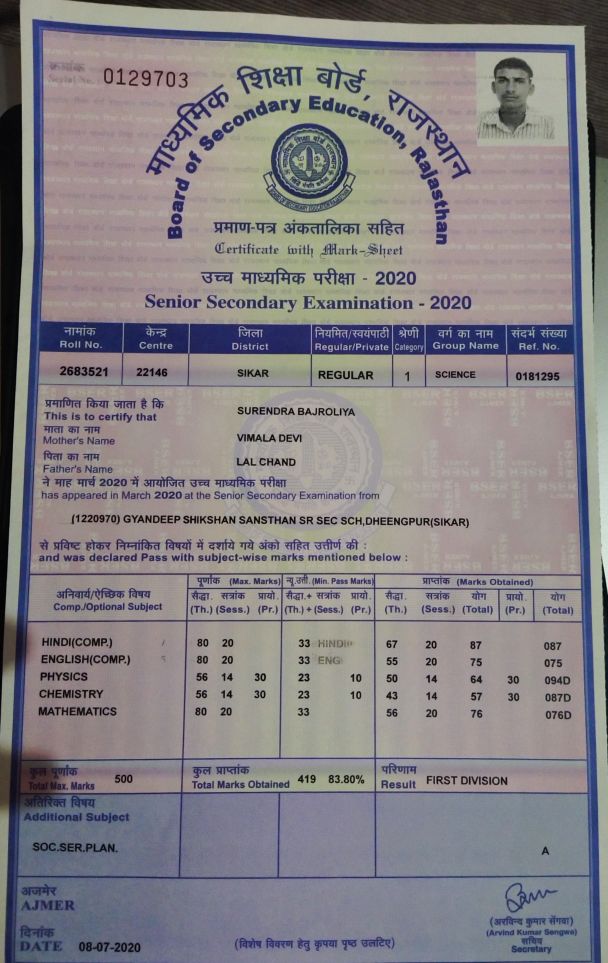 क्रमांक
Serial No. 0129703
माध्यमिक शिक्षा बोर्ड, राजस्थान
Board of Secondary Education, Rajasthan
प्रमाण-पत्र अंकतालिका सहित
Certificate with Mark-Sheet
उच्च माध्यमिक परीक्षा - 2020
Senior Secondary Examination - 2020
नामांक केन्द्र जिला नियमित/स्वयंपाठी श्रेणी वर्ग का नाम संदर्भ संख्या
Roll No. Centre District Regular/Private Category Group Name Ref. No.
2683521 22146 SIKAR REGULAR 1 SCIENCE 0181295
प्रमाणित किया जाता है कि
This is to certify that SURENDRA BAJROLIYA
माता का नाम
Mother's Name VIMALA DEVI
पिता का नाम
Father's Name LAL CHAND
ने माह मार्च 2020 में आयोजित उच्च माध्यमिक परीक्षा
has appeared in March 2020 at the Senior Secondary Examination from
(1220970) GYANDEEP SHIKSHAN SANSTHAN SR SEC SCH,DHEENGPUR(SIKAR)
से प्रविष्ट होकर निम्नांकित विषयों में दर्शाये गये अंको सहित उत्तीर्ण की :
and was declared Pass with subject-wise marks mentioned below :
अनिवार्य/ऐच्छिक विषय पूर्णांक (Max. Marks) न्यू.उत्ती. (Min. Pass Marks) प्राप्तांक (Marks Obtained)
Comp./Optional Subject सैद्धा. सत्रांक प्रायो. सैद्धा.+ सत्रांक प्रायो. सैद्धा. सत्रांक योग प्रायो. योग
(Th.) (Sess.) (Pr.) (Th.) + (Sess.) (Pr.) (Th.) (Sess.) (Total) (Pr.) (Total)
HINDI(COMP.) 80 20 33 HINDI 67 20 87 087
ENGLISH(COMP.) 80 20 33 ENG 55 20 75 075
PHYSICS 56 14 30 23 10 50 14 64 30 094D
CHEMISTRY 56 14 30 23 10 43 14 57 30 087D
MATHEMATICS 80 20 33 56 20 76 076D
कुल पूर्णांक कुल प्राप्तांक परिणाम
Total Max. Marks 500 Total Marks Obtained 419 83.80% Result FIRST DIVISION
अतिरिक्त विषय
Additional Subject
SOC.SER.PLAN. A
अजमेर
AJMER
(अरविन्द कुमार सेंगवा)
(Arvind Kumar Sengwa)
सचिव
Secretary
दिनांक
DATE 08-07-2020 (विशेष विवरण हेतु कृपया पृष्ठ उलटिए)